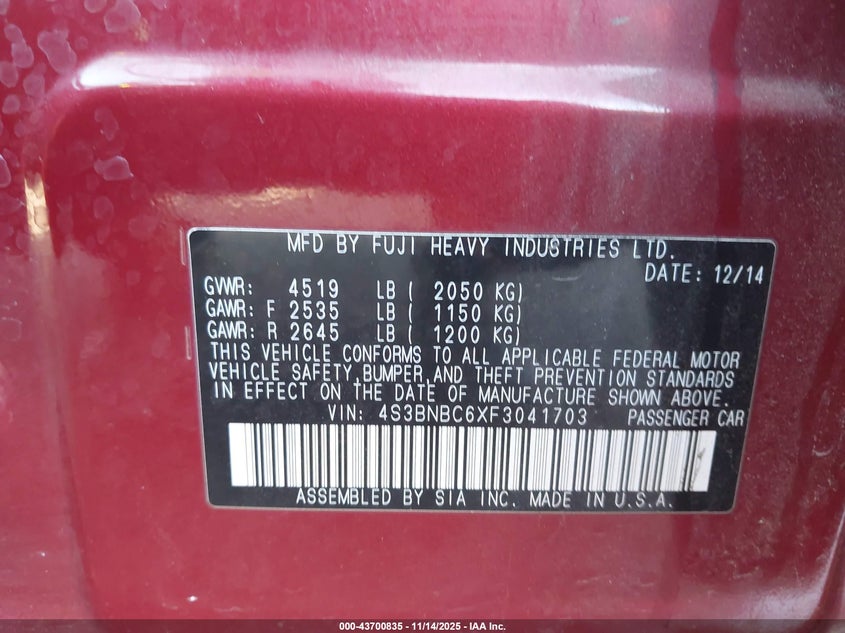 MFD BY FUJI HEAVY INDUSTRIES LTD.
DATE: 12/14
GVWR: 4519 LB ( 2050 KG)
GAWR: F 2535 LB ( 1150 KG)
GAWR: R 2645 LB ( 1200 KG)
THIS VEHICLE CONFORMS TO ALL APPLICABLE FEDERAL MOTOR
VEHICLE SAFETY, BUMPER, AND THEFT PREVENTION STANDARDS
IN EFFECT ON THE DATE OF MANUFACTURE SHOWN ABOVE.
VIN: 4S3BNBC6XF3041703 PASSENGER CAR
ASSEMBLED BY SIA INC. MADE IN U.S.A.
000-43700835 - 11/14/2025 - IAA Inc.